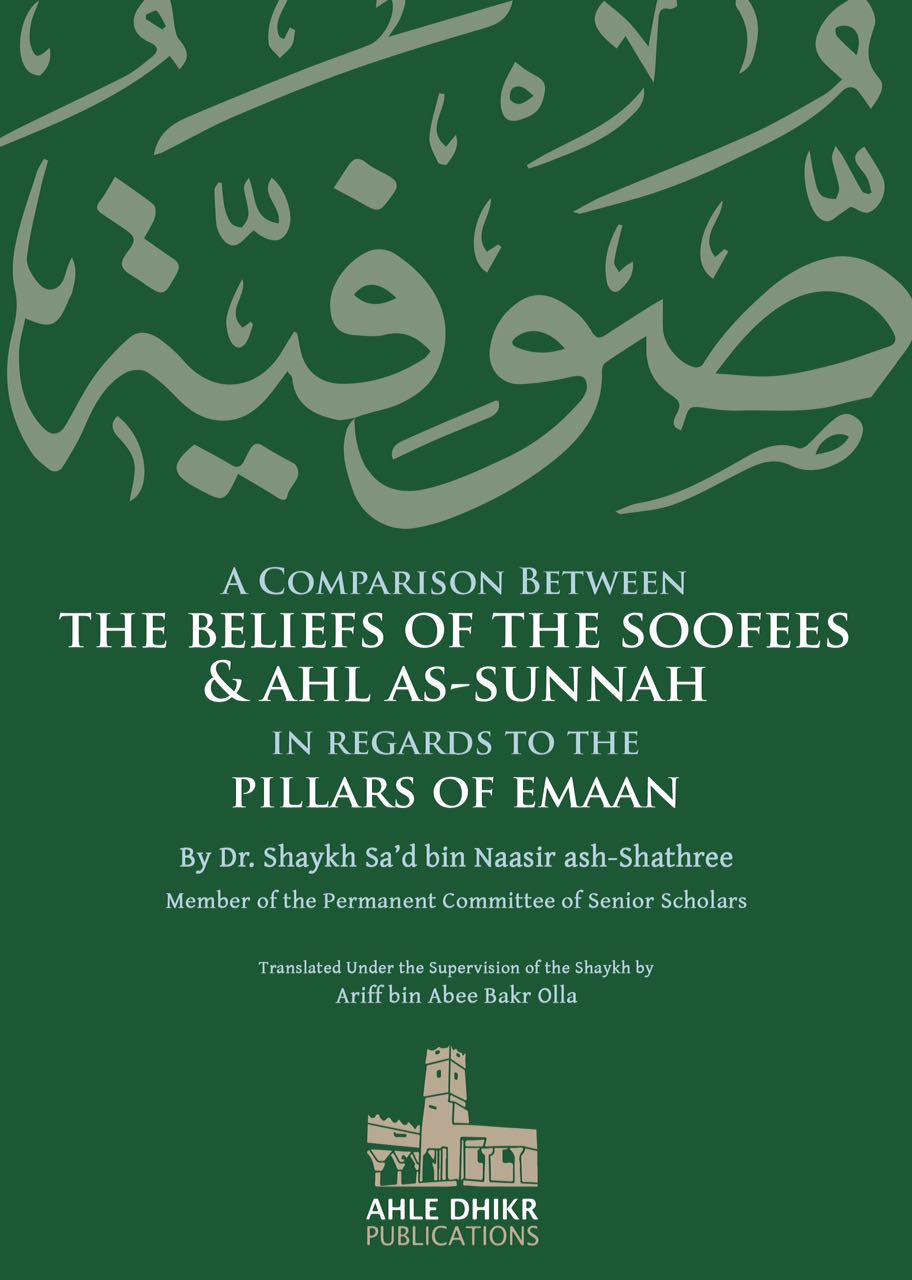 صُّوفِيَّة
A Comparison Between
THE BELIEFS OF THE SOOFEES
& AHL AS-SUNNAH
IN REGARDS TO THE
PILLARS OF EMAAN
By Dr. Shaykh Sa’d bin Naasir ash-Shathree
Member of the Permanent Committee of Senior Scholars
Translated Under the Supervision of the Shaykh by
Ariff bin Abee Bakr Olla
AHLE DHIKR
PUBLICATIONS